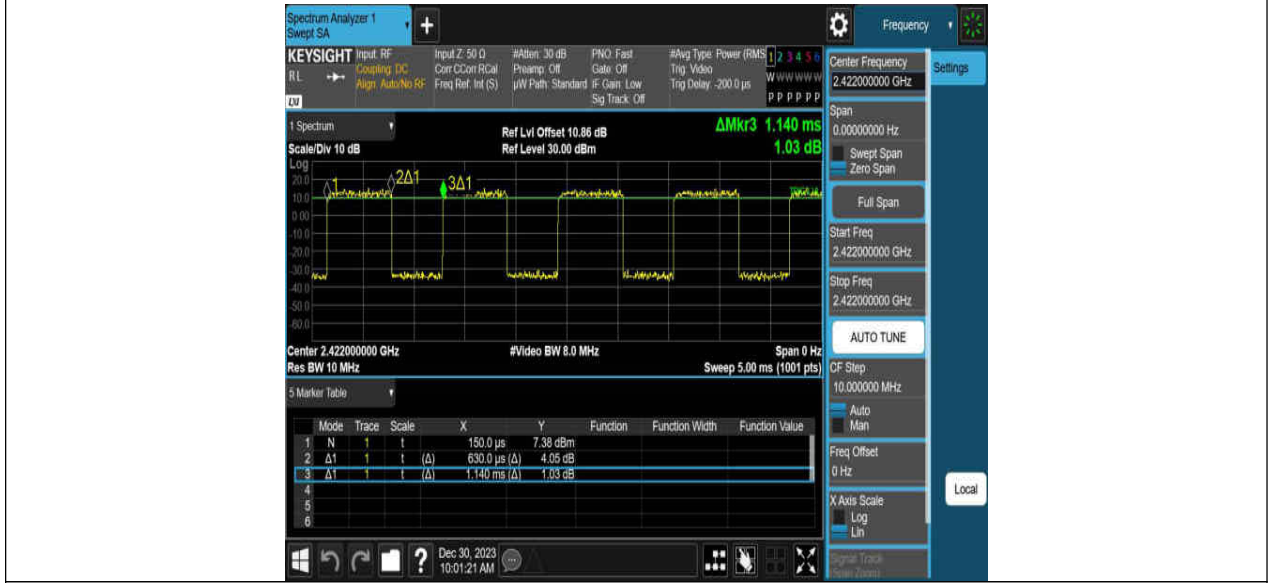 Spectrum Analyzer 1
Swept SA
+
Frequency
KEYSIGHT
RL
LXI
Input: RF
Coupling: DC
Align: Auto/No RF
Input Z: 50 Ω
Corr CCorr RCal
Freq Ref: Int (S)
#Atten: 30 dB
Preamp: Off
µW Path: Standard
PNO: Fast
Gate: Off
IF Gain: Low
Sig Track: Off
#Avg Type: Power (RMS
Trig: Video
Trig Delay: -200.0 µs
1 2 3 4 5 6
W W W W W W
P P P P P P
1 Spectrum
Scale/Div 10 dB
Ref Lvl Offset 10.86 dB
Ref Level 30.00 dBm
ΔMkr3 1.140 ms
1.03 dB
Log
20.0
10.0
0.00
-10.0
-20.0
-30.0
-40.0
-50.0
-60.0
1
2Δ1
3Δ1
Center 2.422000000 GHz
Res BW 10 MHz
#Video BW 8.0 MHz
Span 0 Hz
Sweep 5.00 ms (1001 pts)
5 Marker Table
Mode Trace Scale X Y Function Function Width Function Value
1 N 1 t 150.0 µs 7.38 dBm
2 Δ1 1 t (Δ) 630.0 µs (Δ) 4.05 dB
3 Δ1 1 t (Δ) 1.140 ms (Δ) 1.03 dB
4
5
6
?
Dec 30, 2023
10:01:21 AM
Center Frequency
2.422000000 GHz
Span
0.00000000 Hz
Swept Span
Zero Span
Full Span
Start Freq
2.422000000 GHz
Stop Freq
2.422000000 GHz
AUTO TUNE
CF Step
10.000000 MHz
Auto
Man
Freq Offset
0 Hz
X Axis Scale
Log
Lin
Signal Track
(Span Zoom)
Settings
Local